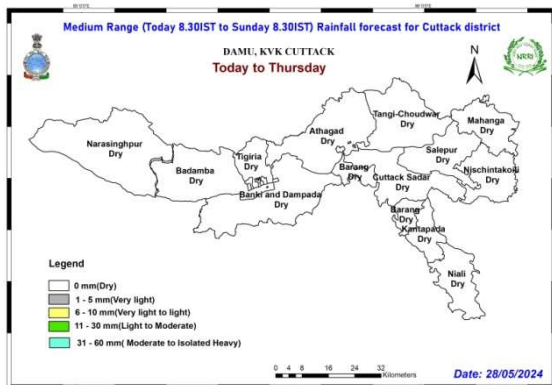 Medium Range (Today 8.30IST to Sunday 8.30IST) Rainfall forecast for Cuttack district
DAMU, KVK CUTTACK
Today to Thursday
N
NRRI
Narasinghpur
Dry
Badamba
Dry
Tigiria
Dry
Banki and Dampada
Dry
Athagad
Dry
Tangi-Choudwar
Dry
Mahanga
Dry
Salepur
Dry
Nischintakoili
Dry
Barang
Dry
Cuttack Sadar
Dry
Barang
Dry
Kantapada
Dry
Niali
Dry
Legend
0 mm(Dry)
1 - 5 mm(Very light)
6 - 10 mm(Very light to light)
11 - 30 mm(Light to Moderate)
31 - 60 mm( Moderate to Isolated Heavy)
0 4 8 16 24 32
Kilometers
Date: 28/05/2024